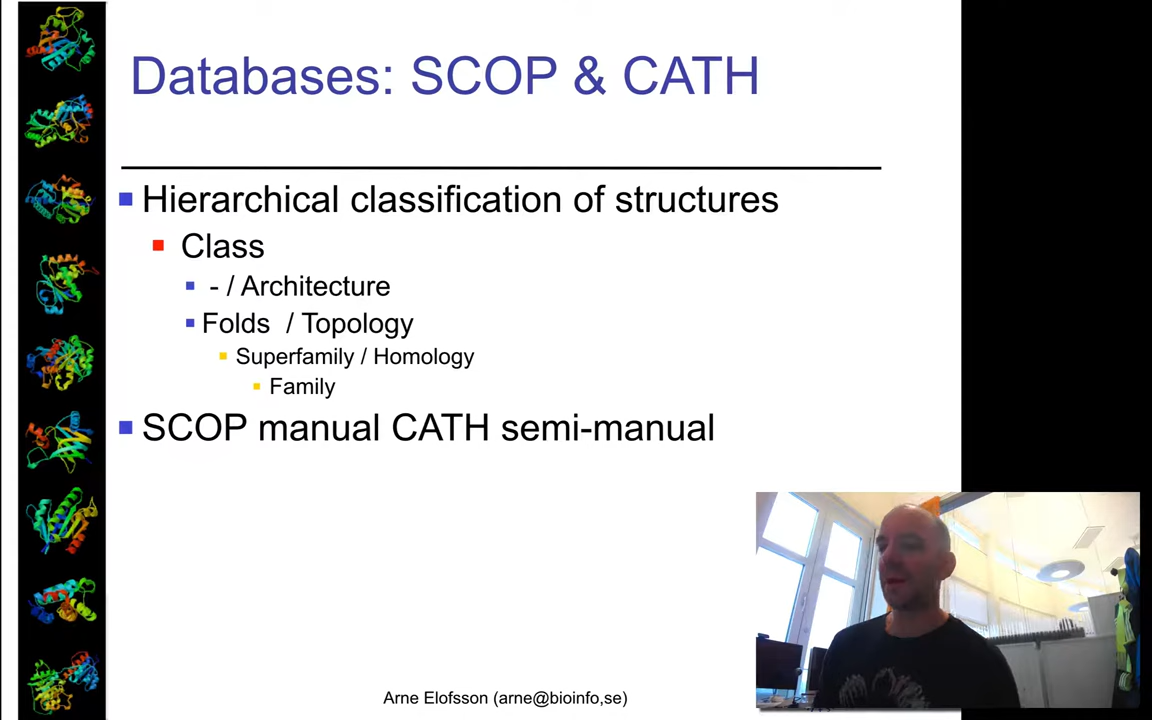 Databases: SCOP & CATH
Hierarchical classification of structures
Class
- / Architecture
Folds / Topology
Superfamily / Homology
Family
SCOP manual CATH semi-manual
Arne Elofsson (arne@bioinfo,se)